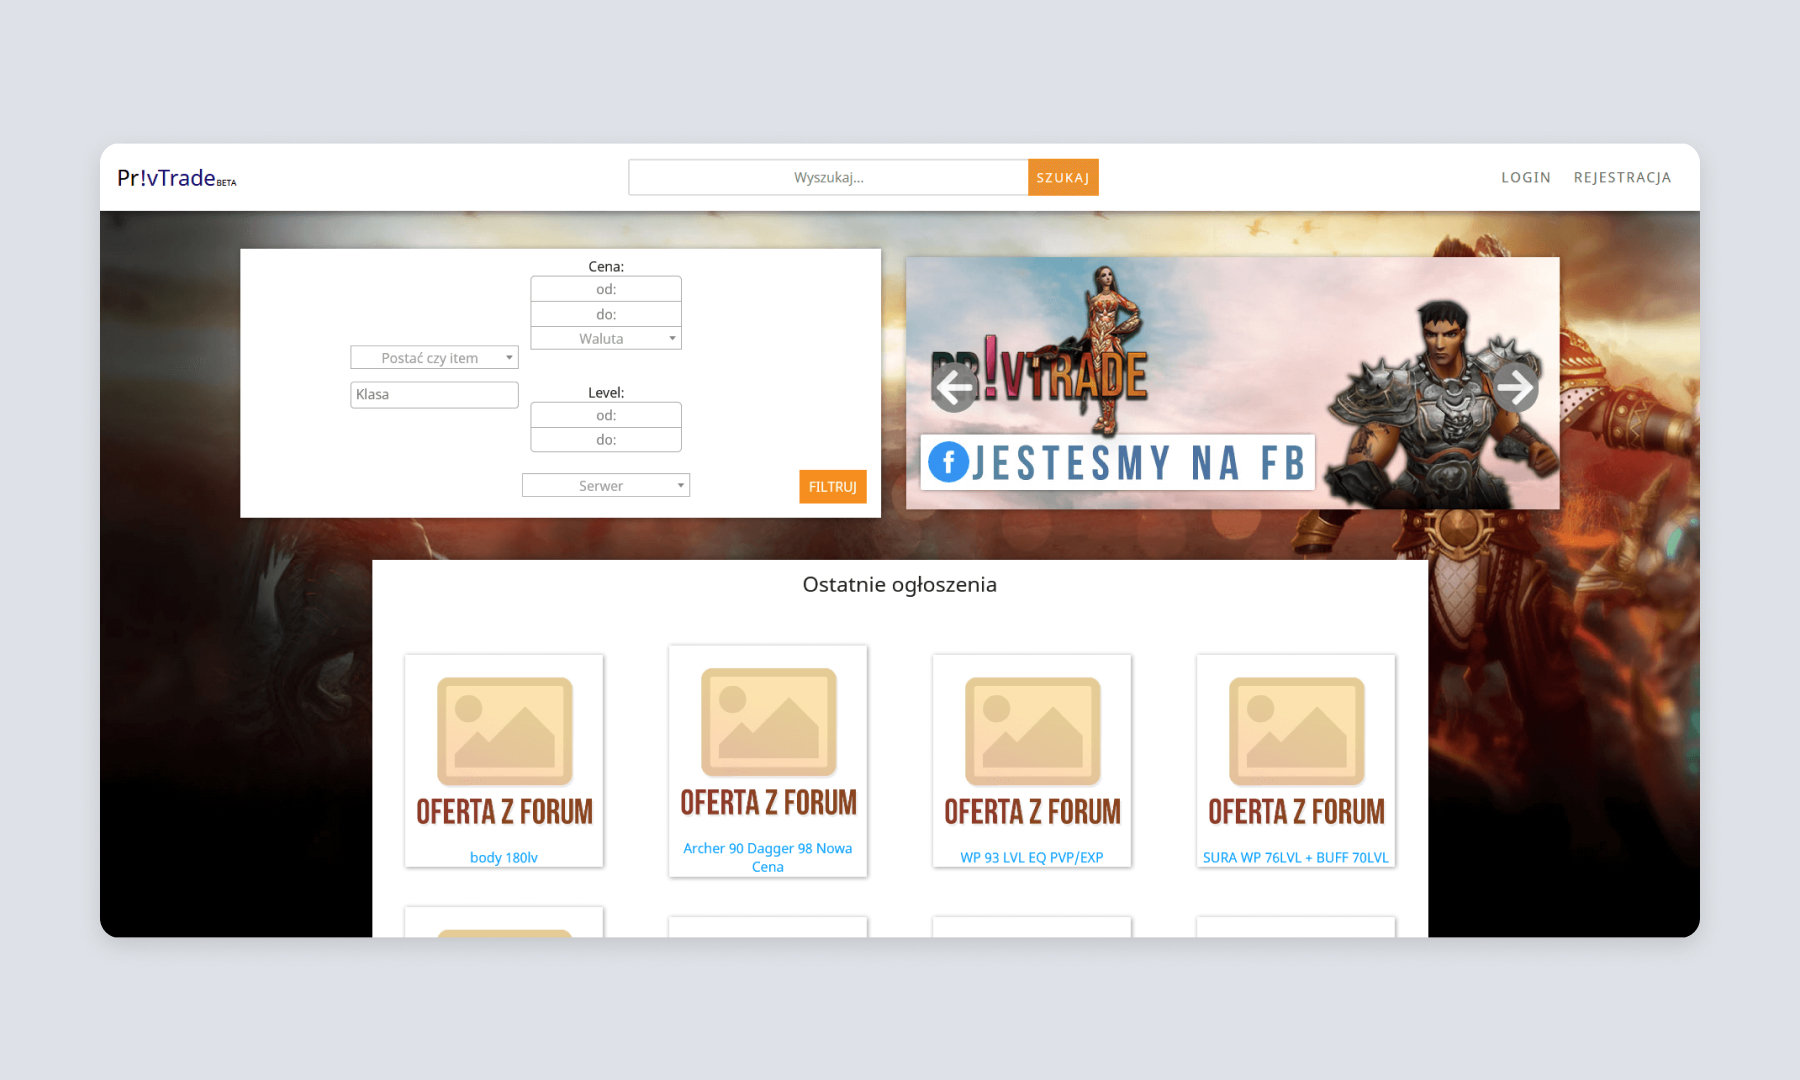 Pr!vTrade BETA
Wyszukaj...
SZUKAJ
LOGIN
REJESTRACJA
Cena:
od:
do:
Waluta
Postać czy item
Klasa
Level:
od:
do:
Serwer
FILTRUJ
PR!VTRADE
f JESTESMY NA FB
Ostatnie ogłoszenia
OFERTA Z FORUM
body 180lv
OFERTA Z FORUM
Archer 90 Dagger 98 Nowa
Cena
OFERTA Z FORUM
WP 93 LVL EQ PVP/EXP
OFERTA Z FORUM
SURA WP 76LVL + BUFF 70LVL